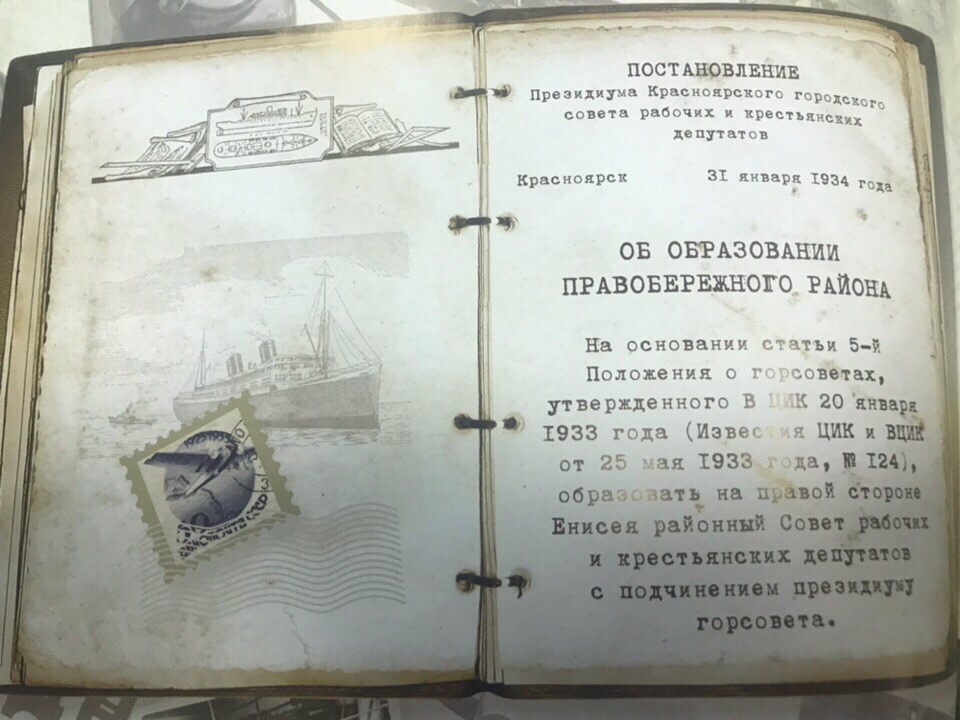 ПОСТАНОВЛЕНИЕ
Президиума Красноярского городского
совета рабочих и крестьянских
депутатов
Красноярск 31 января 1934 года
ОБ ОБРАЗОВАНИИ
ПРАВОБЕРЕЖНОГО РАЙОНА
На основании статьи 5-й
Положения о горсоветах,
утвержденного В ЦИК 20 января
1933 года (Известия ЦИК и ВЦИК
от 25 мая 1933 года, № 124),
образовать на правой стороне
Енисея районный Совет рабочих
и крестьянских депутатов
с подчинением президиуму
горсовета.
1923-1933